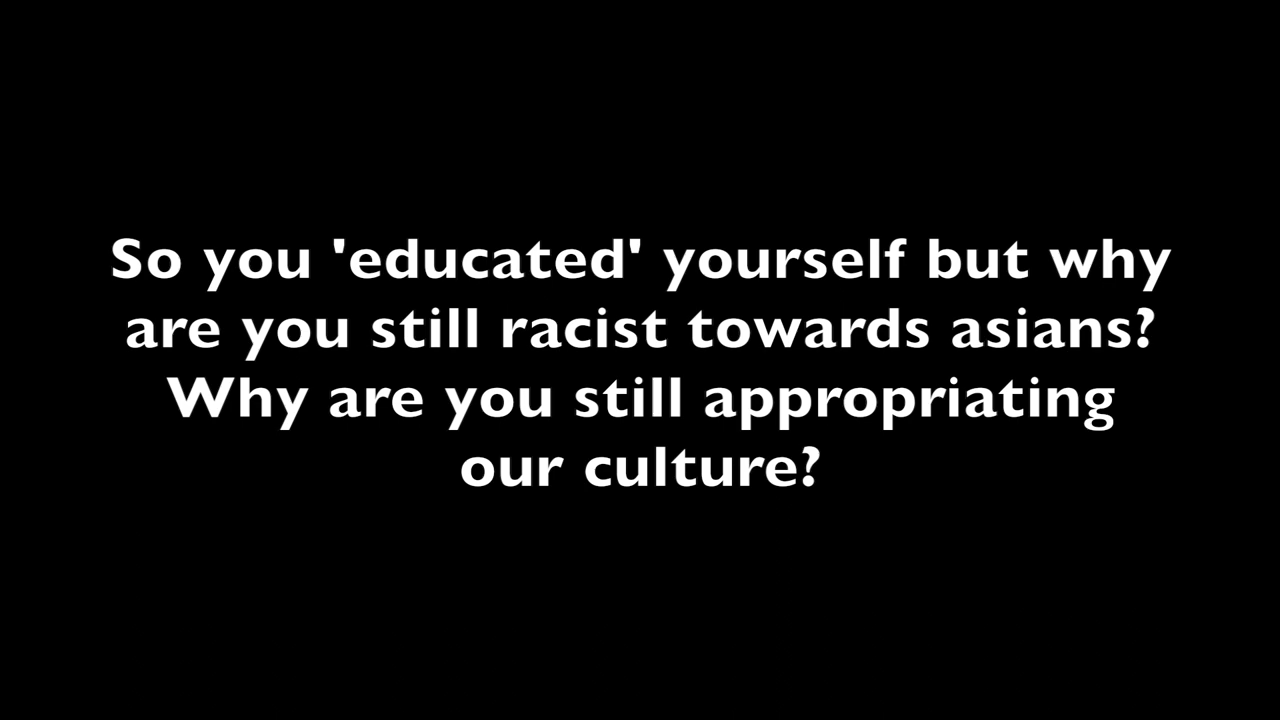 So you 'educated' yourself but why
are you still racist towards asians?
Why are you still appropriating
our culture?